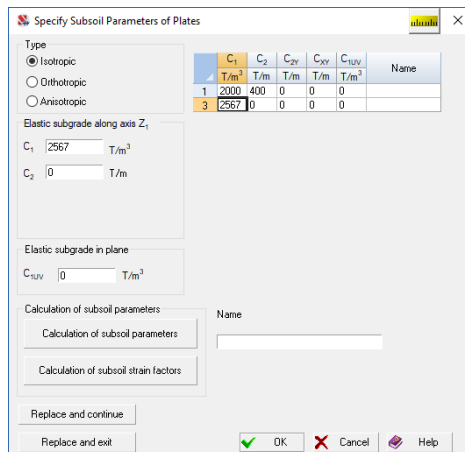 Specify Subsoil Parameters of Plates
Type
Isotropic
Orthotropic
Anisotropic
C₁ C₂ C₂Y CXY C₁UV Name
T/m³ T/m T/m T/m T/m³
1 2000 400 0 0 0
3 2567 0 0 0 0
Elastic subgrade along axis Z₁
C₁ 2567 T/m³
C₂ 0 T/m
Elastic subgrade in plane
C₁UV 0 T/m³
Calculation of subsoil parameters
Calculation of subsoil parameters
Calculation of subsoil strain factors
Name
Replace and continue
Replace and exit
OK Cancel Help